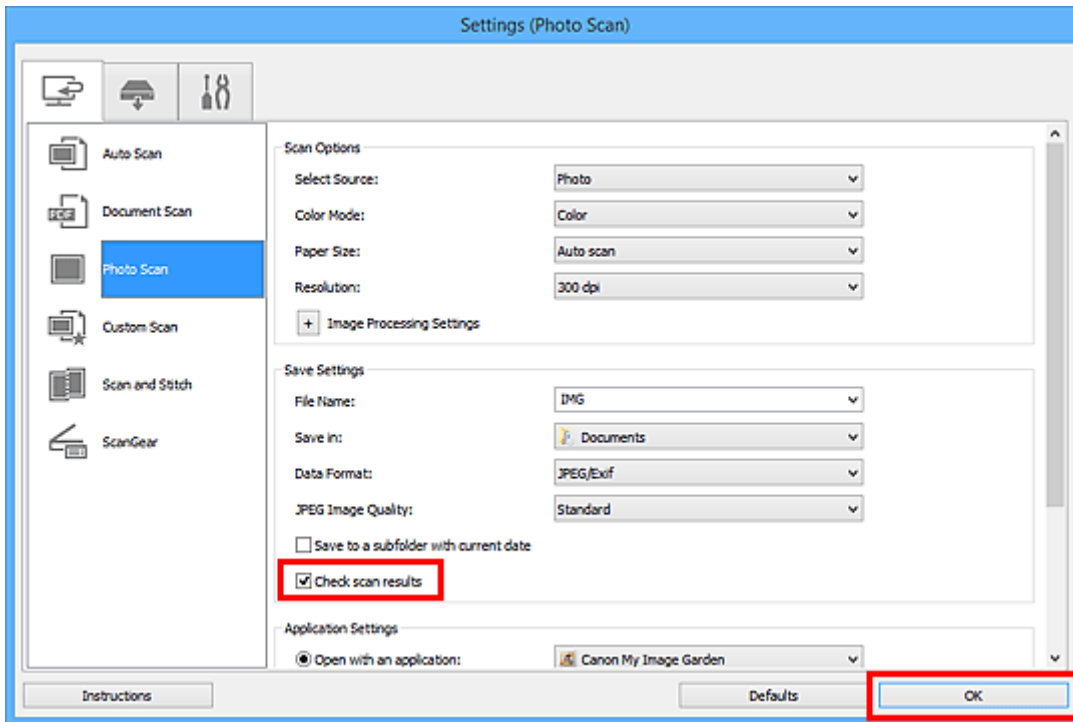 Settings (Photo Scan)
Auto Scan
Document Scan
Photo Scan
Custom Scan
Scan and Stitch
ScanGear
Scan Options
Select Source: Photo
Color Mode: Color
Paper Size: Auto scan
Resolution: 300 dpi
+ Image Processing Settings
Save Settings
File Name: IMG
Save in: Documents
Data Format: JPEG/Exif
JPEG Image Quality: Standard
Save to a subfolder with current date
Check scan results
Application Settings
Open with an application: Canon My Image Garden
Instructions Defaults OK